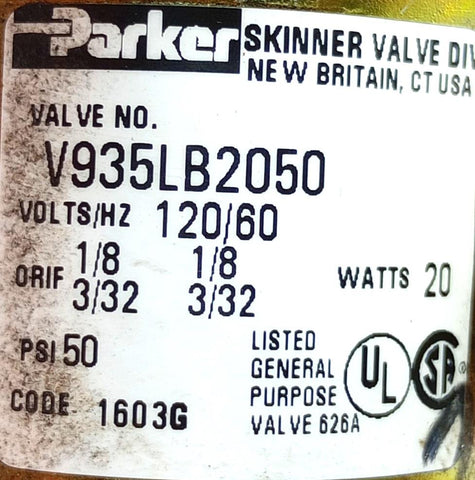 Parker SKINNER VALVE DIV
NEW BRITAIN, CT USA
VALVE NO.
V935LB2050
VOLTS/HZ 120/60
ORIF 1/8 1/8
3/32 3/32
WATTS 20
PSI 50
CODE 1603G
LISTED
GENERAL
PURPOSE
VALVE 626A
UL
SA